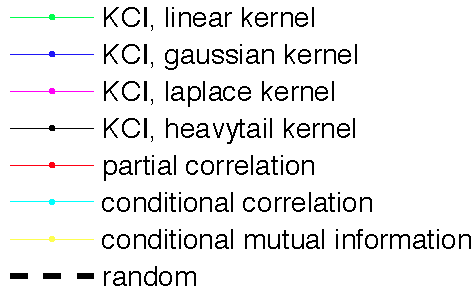 KCI, linear kernel
KCI, gaussian kernel
KCI, laplace kernel
KCI, heavytail kernel
partial correlation
conditional correlation
conditional mutual information
random